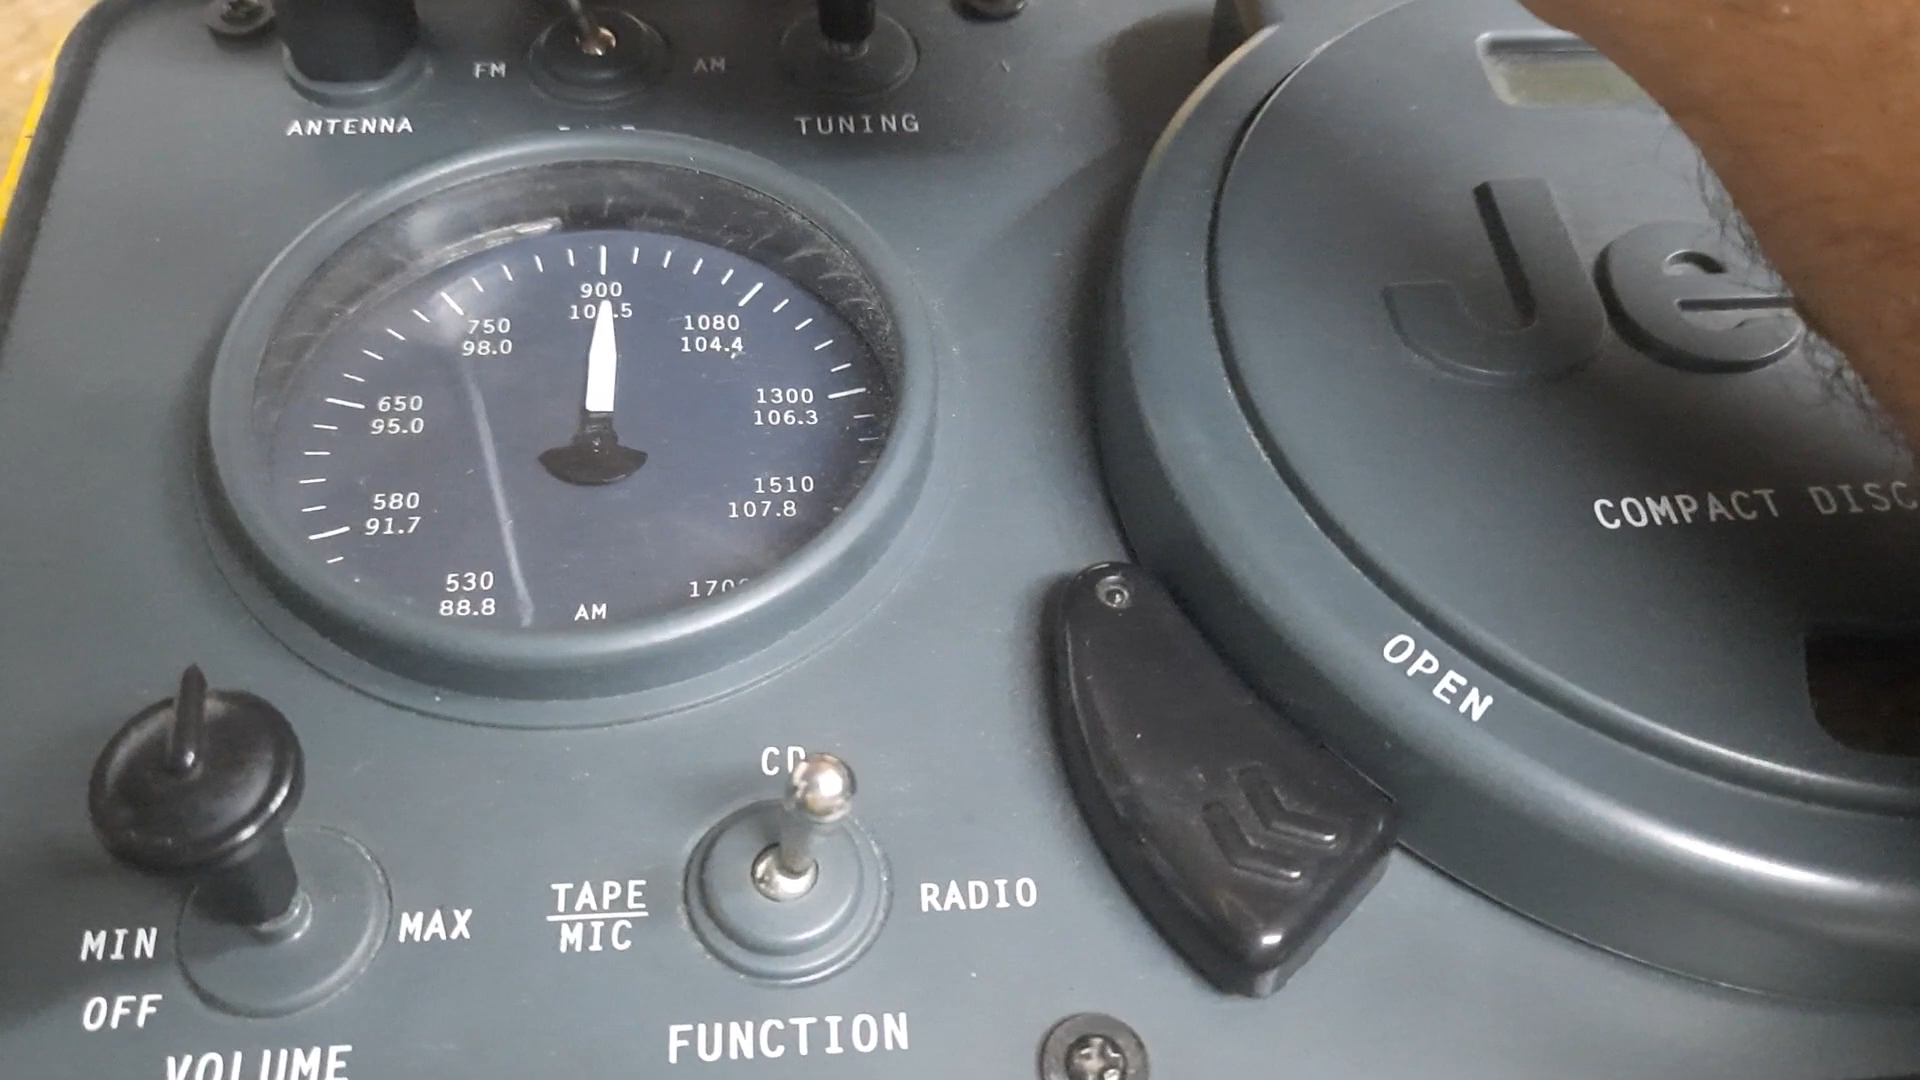 FM
AM
ANTENNA
TUNING
900
750
98.0
1080
104.4
650
95.0
1300
106.3
580
91.7
1510
107.8
530
88.8
AM
Je
COMPACT DISC
OPEN
CD
TAPE
MIC
RADIO
MIN
MAX
OFF
VOLUME
FUNCTION